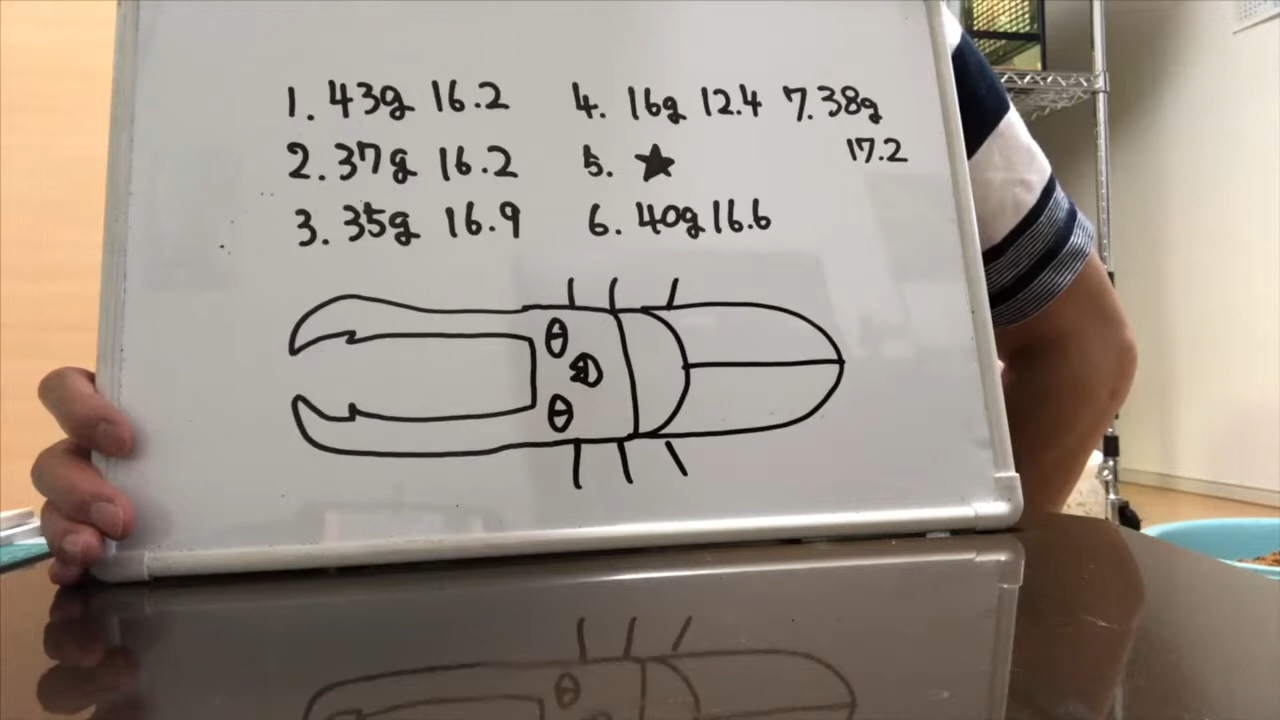 1. 43g 16.2
2. 37g 16.2
3. 35g 16.9
4. 16g 12.4
5. ★
6. 40g 16.6
7. 38g
17.2